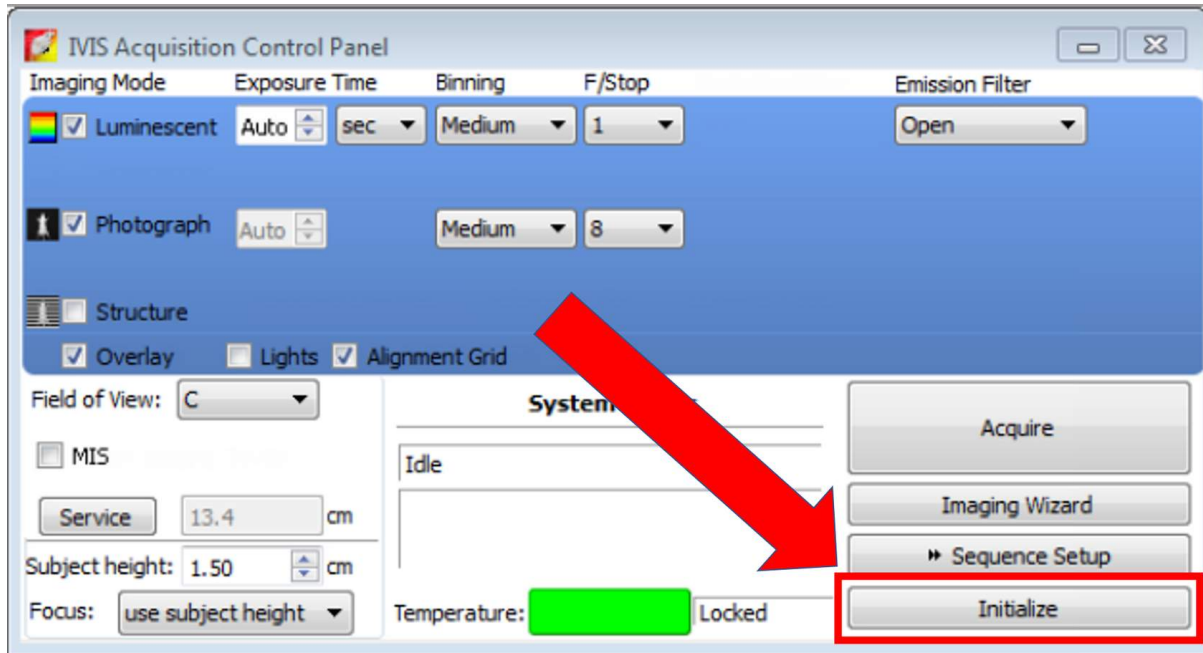 IVIS Acquisition Control Panel
Imaging Mode Exposure Time Binning F/Stop Emission Filter
Luminescent Auto sec Medium 1 Open
Photograph Auto Medium 8
Structure
Overlay Lights Alignment Grid
Field of View: C
System
Acquire
MIS
Idle
Imaging Wizard
Service 13.4 cm
Sequence Setup
Subject height: 1.50 cm
Focus: use subject height Temperature: Locked Initialize